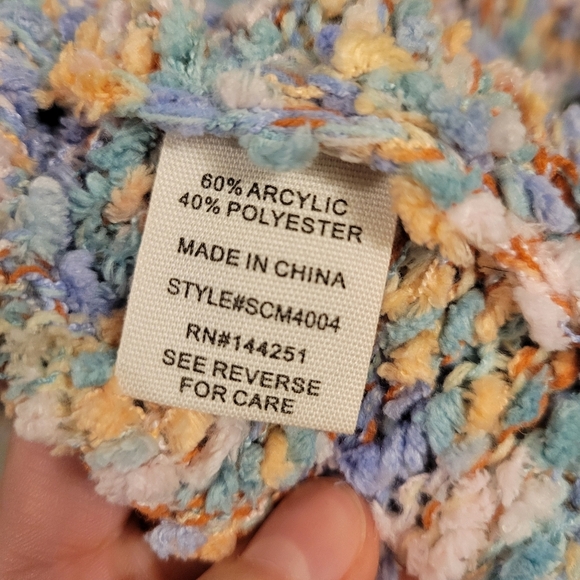 60% ARCYLIC
40% POLYESTER
MADE IN CHINA
STYLE#SCM4004
RN#144251
SEE REVERSE
FOR CARE